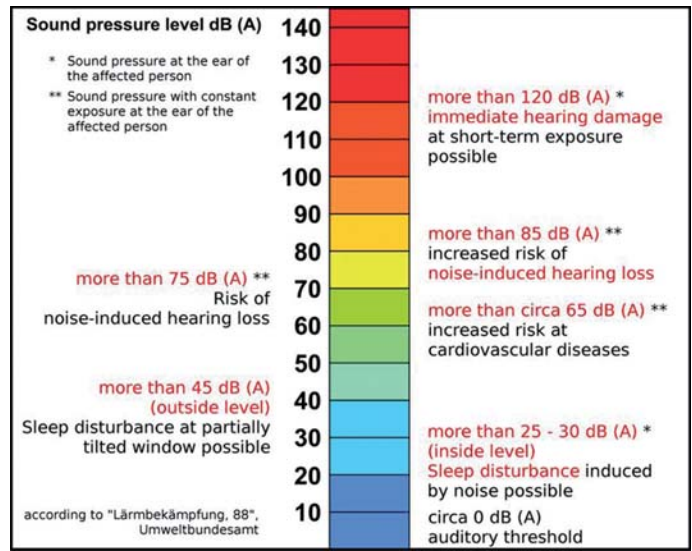 Sound pressure level dB (A)
* Sound pressure at the ear of
the affected person
** Sound pressure with constant
exposure at the ear of the
affected person
140
130
120
110
100
90
80
70
60
50
40
30
20
10
more than 120 dB (A) *
immediate hearing damage
at short-term exposure
possible
more than 85 dB (A) **
increased risk of
noise-induced hearing loss
more than 75 dB (A) **
Risk of
noise-induced hearing loss
more than circa 65 dB (A) **
increased risk at
cardiovascular diseases
more than 45 dB (A)
(outside level)
Sleep disturbance at partially
tilted window possible
more than 25 - 30 dB (A) *
(inside level)
Sleep disturbance induced
by noise possible
circa 0 dB (A)
auditory threshold
according to "Lärmbekämpfung, 88",
Umweltbundesamt